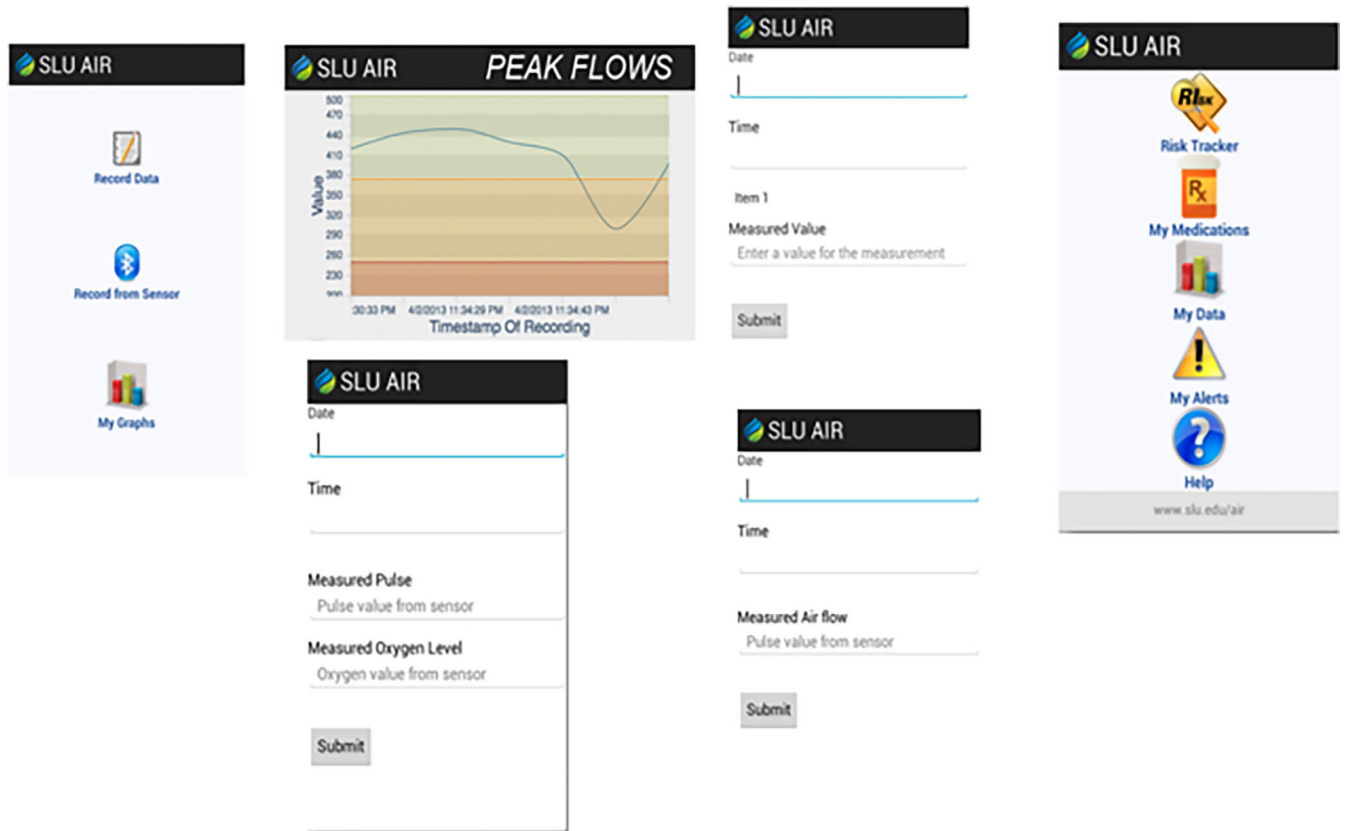 SLU AIR
Record Data
Record from Sensor
My Graphs
SLU AIR PEAK FLOWS
Value
500
470
440
410
380
350
320
290
260
230
:30:33 PM 4/2/2013 11:34:29 PM 4/2/2013 11:34:43 PM
Timestamp Of Recording
SLU AIR
Date
Time
Measured Pulse
Pulse value from sensor
Measured Oxygen Level
Oxygen value from sensor
Submit
SLU AIR
Date
Time
Item 1
Measured Value
Enter a value for the measurement
Submit
SLU AIR
Date
Time
Measured Air flow
Pulse value from sensor
Submit
SLU AIR
RISK
Risk Tracker
Rx
My Medications
My Data
My Alerts
?
Help
www.slu.edu/air